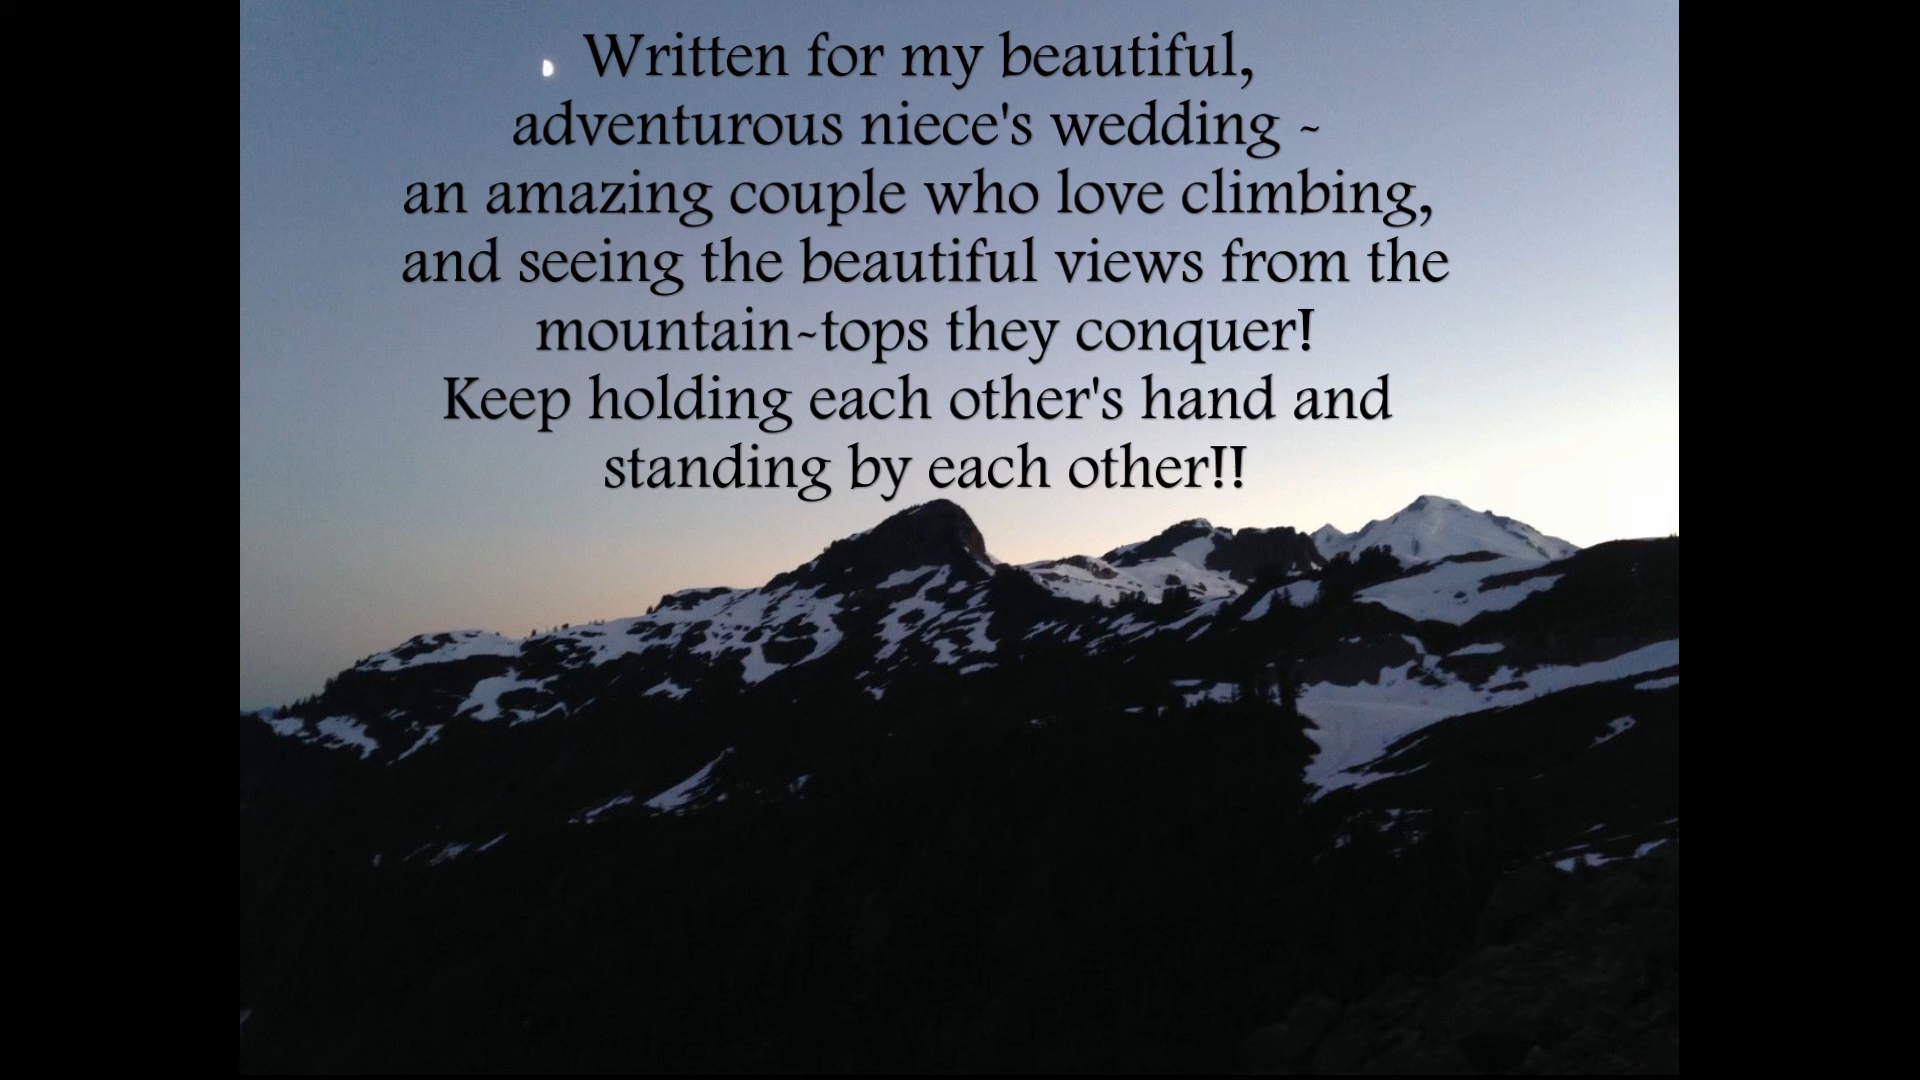 Written for my beautiful,
adventurous niece's wedding -
an amazing couple who love climbing,
and seeing the beautiful views from the
mountain-tops they conquer!
Keep holding each other's hand and
standing by each other!!